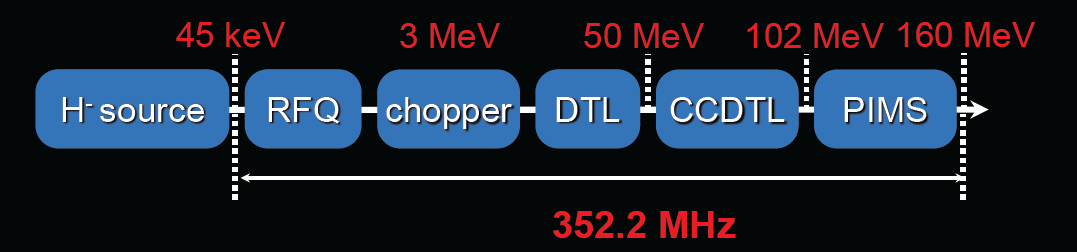 45 keV 3 MeV 50 MeV 102 MeV 160 MeV
H- source RFQ chopper DTL CCDTL PIMS
352.2 MHz